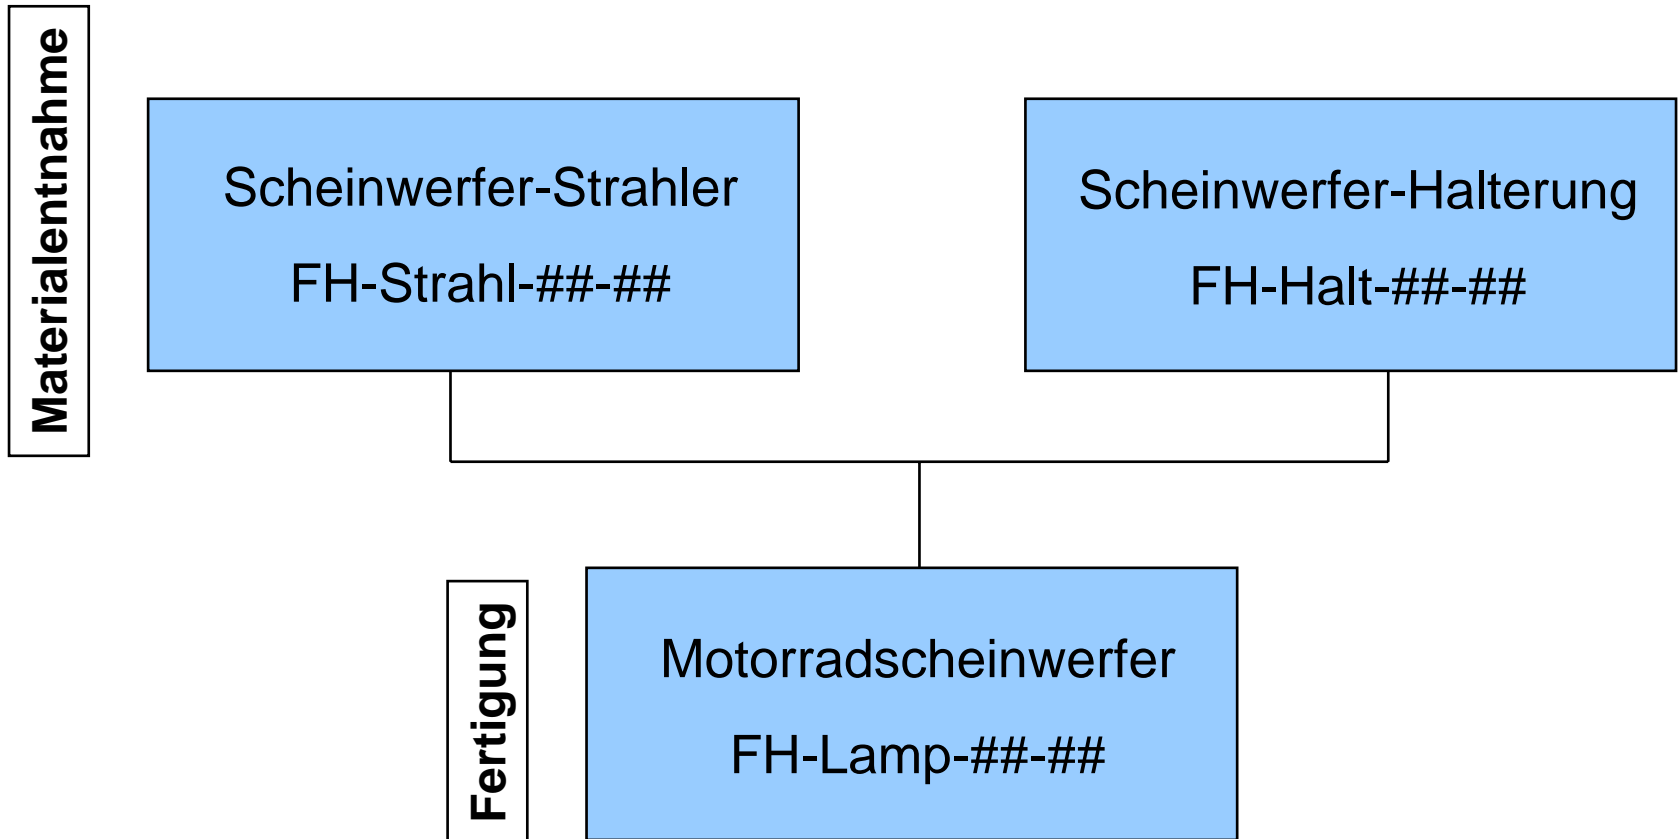 Materialentnahme
Scheinwerfer-Strahler
FH-Strahl-##-##
Scheinwerfer-Halterung
FH-Halt-##-##
Fertigung
Motorradscheinwerfer
FH-Lamp-##-##